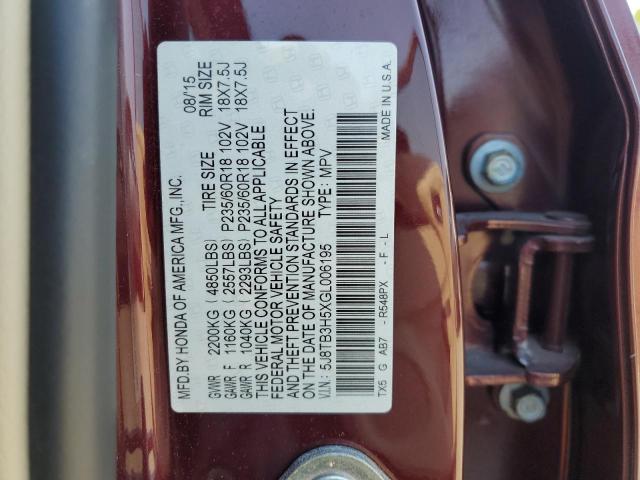 MFD.BY HONDA OF AMERICA MFG.,INC. 08/'15
TIRE SIZE RIM SIZE
GVWR 2200KG (4850LBS)
GAWR F 1160KG (2557LBS) P235/60R18 102V 18X7.5J
GAWR R 1040KG (2293LBS) P235/60R18 102V 18X7.5J
THIS VEHICLE CONFORMS TO ALL APPLICABLE
FEDERAL MOTOR VEHICLE SAFETY
AND THEFT PREVENTION STANDARDS IN EFFECT
ON THE DATE OF MANUFACTURE SHOWN ABOVE.
V.I.N.: 5J8TB3H5XGL006195 TYPE: MPV
TX5 G AB7 -R548PX -F-L MADE IN U.S.A.